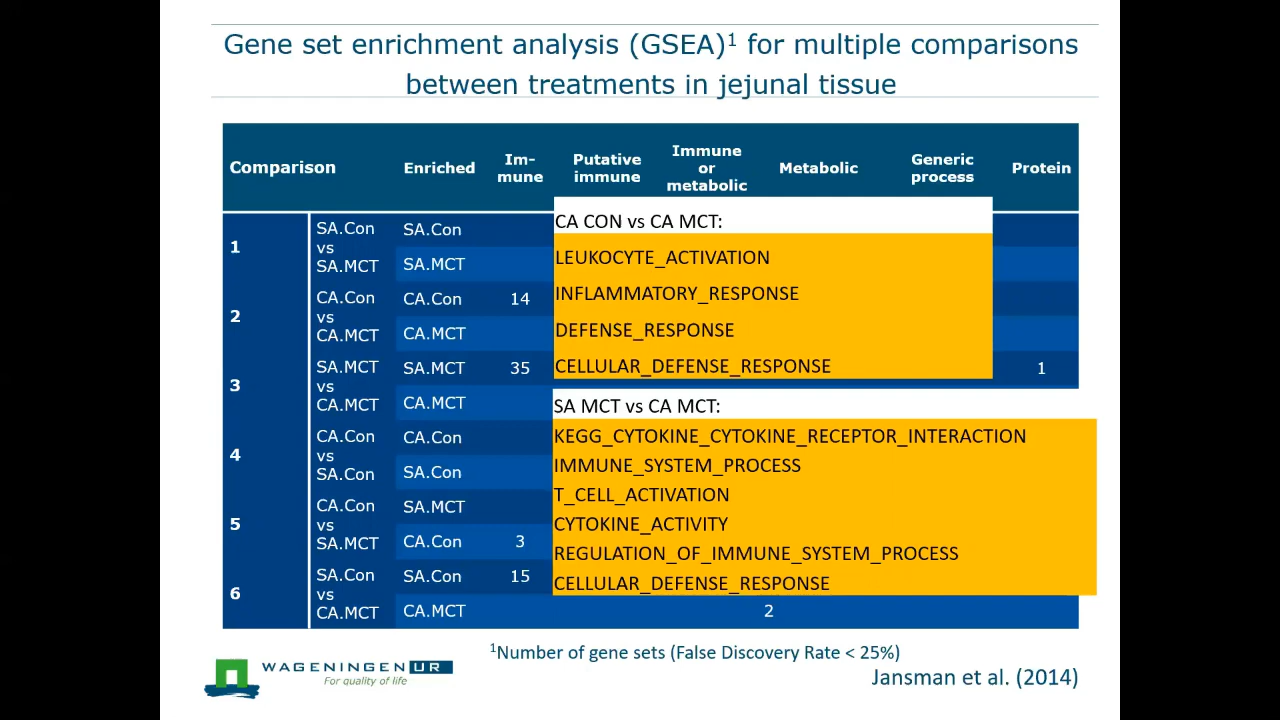 Gene set enrichment analysis (GSEA)¹ for multiple comparisons
between treatments in jejunal tissue
Comparison Enriched Im-
mune Putative
immune Immune
or
metabolic Metabolic Generic
process Protein
1 SA.Con
vs
SA.MCT SA.Con
SA.MCT
2 CA.Con
vs
CA.MCT CA.Con 14
CA.MCT
3 SA.MCT
vs
CA.MCT SA.MCT 35 1
CA.MCT
4 CA.Con
vs
SA.Con CA.Con
SA.Con
5 CA.Con
vs
SA.MCT SA.MCT
CA.Con 3
6 SA.Con
vs
CA.MCT SA.Con 15
CA.MCT 2
CA CON vs CA MCT:
LEUKOCYTE_ACTIVATION
INFLAMMATORY_RESPONSE
DEFENSE_RESPONSE
CELLULAR_DEFENSE_RESPONSE
SA MCT vs CA MCT:
KEGG_CYTOKINE_CYTOKINE_RECEPTOR_INTERACTION
IMMUNE_SYSTEM_PROCESS
T_CELL_ACTIVATION
CYTOKINE_ACTIVITY
REGULATION_OF_IMMUNE_SYSTEM_PROCESS
CELLULAR_DEFENSE_RESPONSE
¹Number of gene sets (False Discovery Rate < 25%)
Jansman et al. (2014)
WAGENINGEN UR
For quality of life